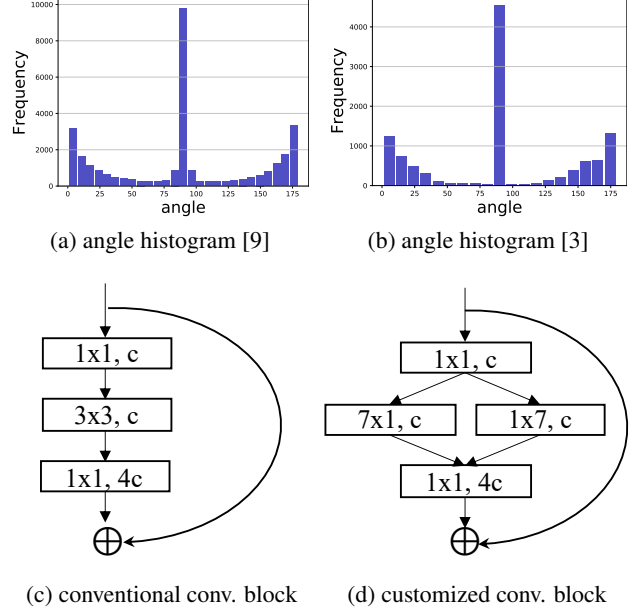 10000
8000
6000
4000
2000
0
Frequency
0 25 50 75 100 125 150 175
angle
(a) angle histogram [9]
4000
3000
2000
1000
0
Frequency
0 25 50 75 100 125 150 175
angle
(b) angle histogram [3]
1x1, c
3x3, c
1x1, 4c
(c) conventional conv. block
1x1, c
7x1, c 1x7, c
1x1, 4c
(d) customized conv. block